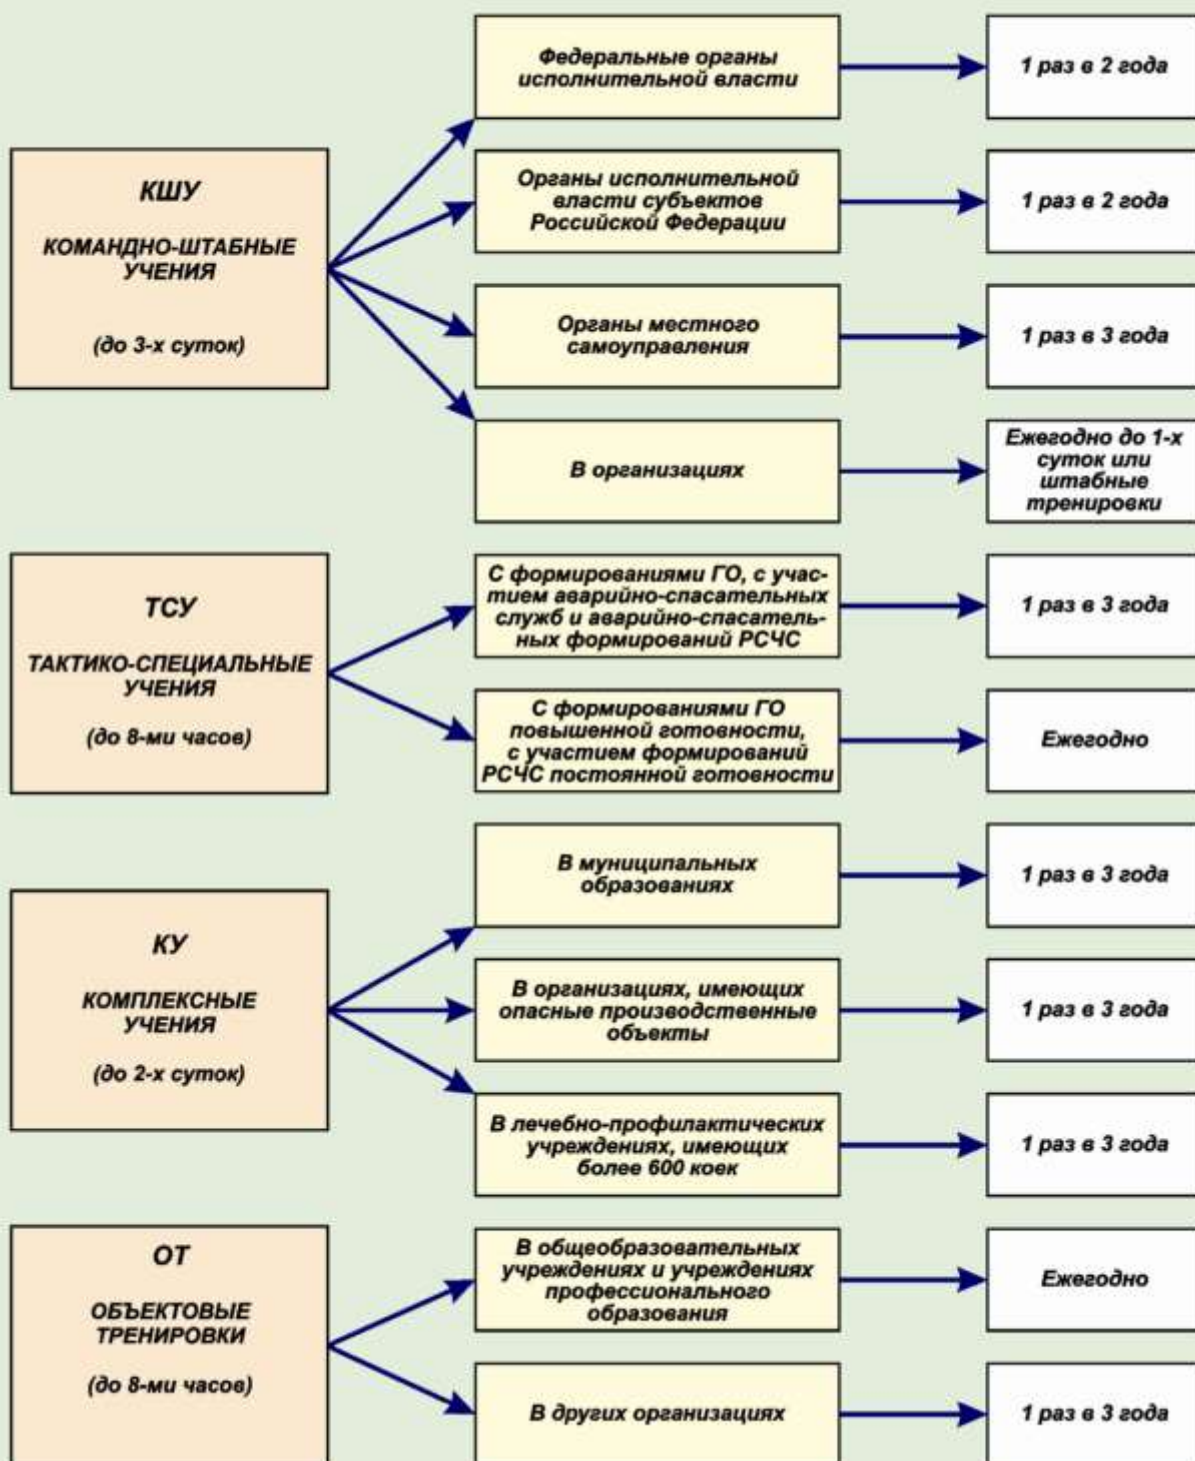 КШУ
КОМАНДНО-ШТАБНЫЕ
УЧЕНИЯ
(до 3-х суток)
Федеральные органы
исполнительной власти
1 раз в 2 года
Органы исполнительной
власти субъектов
Российской Федерации
1 раз в 2 года
Органы местного
самоуправления
1 раз в 3 года
В организациях
Ежегодно до 1-х
суток или
штабные
тренировки
ТСУ
ТАКТИКО-СПЕЦИАЛЬНЫЕ
УЧЕНИЯ
(до 8-ми часов)
С формированиями ГО, с учас-
тием аварийно-спасательных
служб и аварийно-спасатель-
ных формирований РСЧС
1 раз в 3 года
С формированиями ГО
повышенной готовности,
с участием формирований
РСЧС постоянной готовности
Ежегодно
КУ
КОМПЛЕКСНЫЕ
УЧЕНИЯ
(до 2-х суток)
В муниципальных
образованиях
1 раз в 3 года
В организациях, имеющих
опасные производственные
объекты
1 раз в 3 года
В лечебно-профилактических
учреждениях, имеющих
более 600 коек
1 раз в 3 года
ОТ
ОБЪЕКТОВЫЕ
ТРЕНИРОВКИ
(до 8-ми часов)
В общеобразовательных
учреждениях и учреждениях
профессионального
образования
Ежегодно
В других организациях
1 раз в 3 года